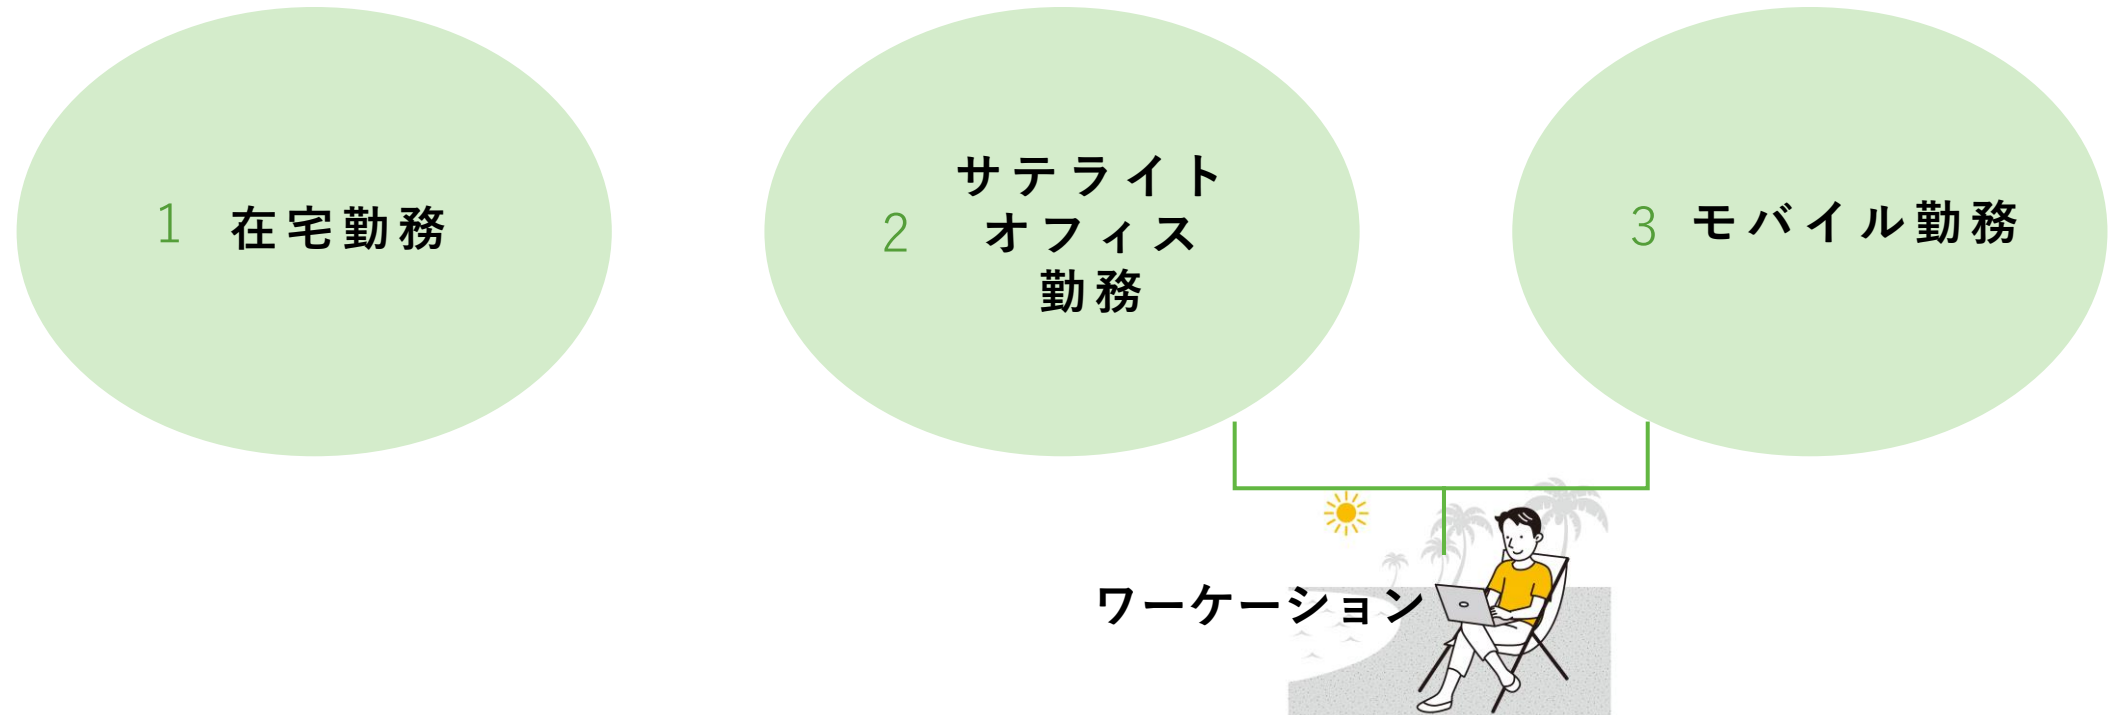 1 在宅勤務
2
サテライト
オフィス
勤務
3 モバイル勤務
ワーケーション